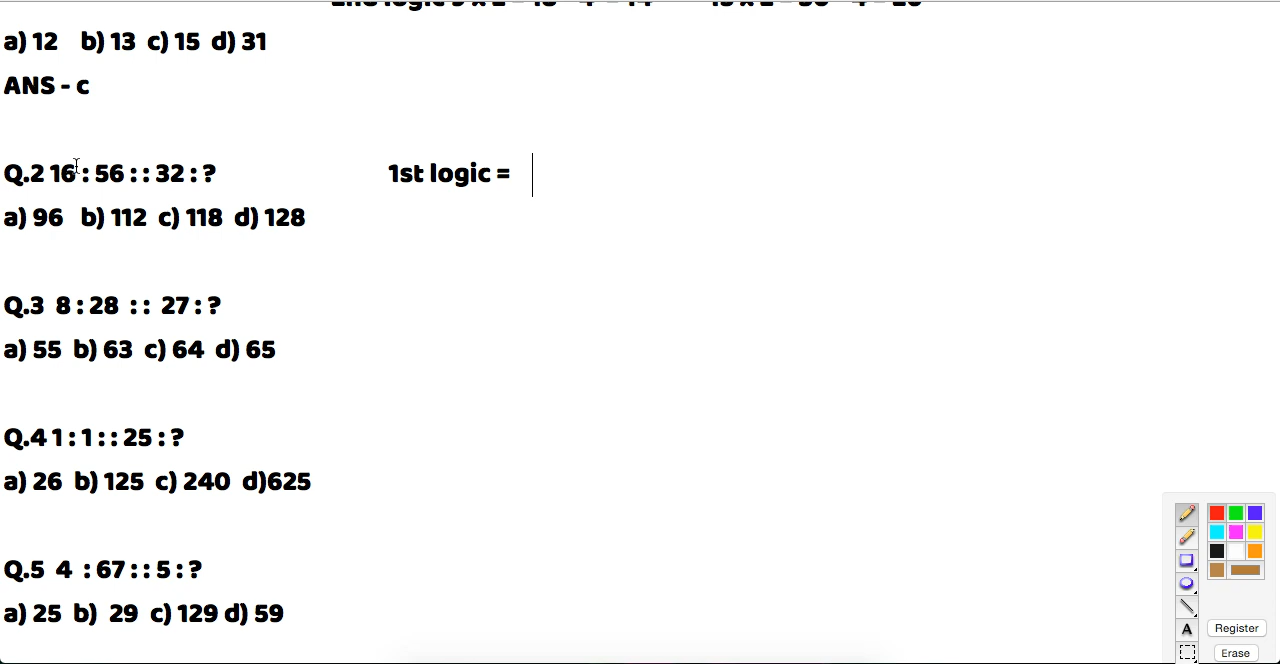 a) 12 b) 13 c) 15 d) 31
ANS - c
Q.2 16 : 56 : : 32 : ? 1st logic =
a) 96 b) 112 c) 118 d) 128
Q.3 8 : 28 : : 27 : ?
a) 55 b) 63 c) 64 d) 65
Q.4 1 : 1 : : 25 : ?
a) 26 b) 125 c) 240 d)625
Q.5 4 : 67 : : 5 : ?
a) 25 b) 29 c) 129 d) 59
A
Register
Erase